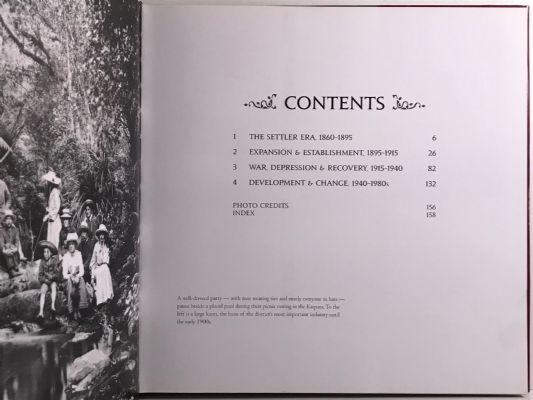 CONTENTS
1 THE SETTLER ERA, 1860-1895 6
2 EXPANSION & ESTABLISHMENT, 1895-1915 26
3 WAR, DEPRESSION & RECOVERY, 1915-1940 82
4 DEVELOPMENT & CHANGE, 1940-1980s 132
PHOTO CREDITS 156
INDEX 158
A well-dressed party — with men wearing ties and nearly everyone in hats —
pause beside a placid pool during their picnic outing in the Kaipara. To the
left is a large kauri, the basis of the district's most important industry until
the early 1900s.